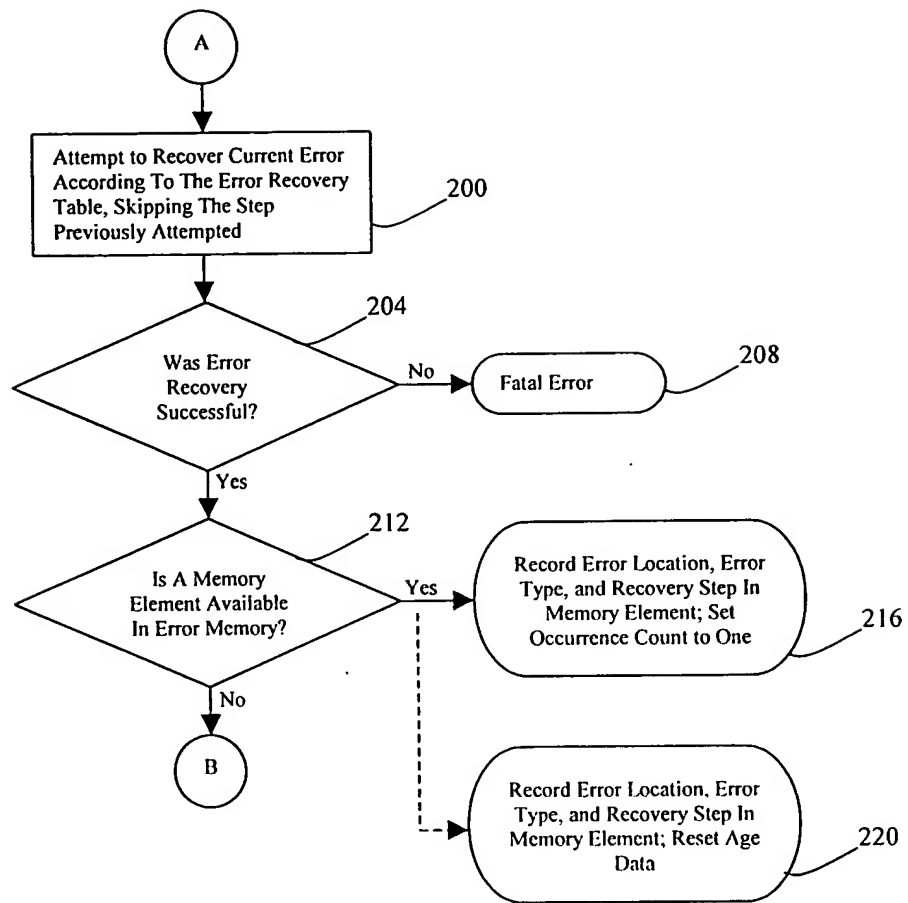 A
Attempt to Recover Current Error
According To The Error Recovery
Table, Skipping The Step
Previously Attempted
200
204
Was Error
Recovery
Successful?
No
Fatal Error
208
Yes
212
Is A Memory
Element Available
In Error Memory?
Yes
Record Error Location, Error
Type, and Recovery Step In
Memory Element; Set
Occurrence Count to One
216
No
B
Record Error Location, Error
Type, and Recovery Step In
Memory Element; Reset Age
Data
220